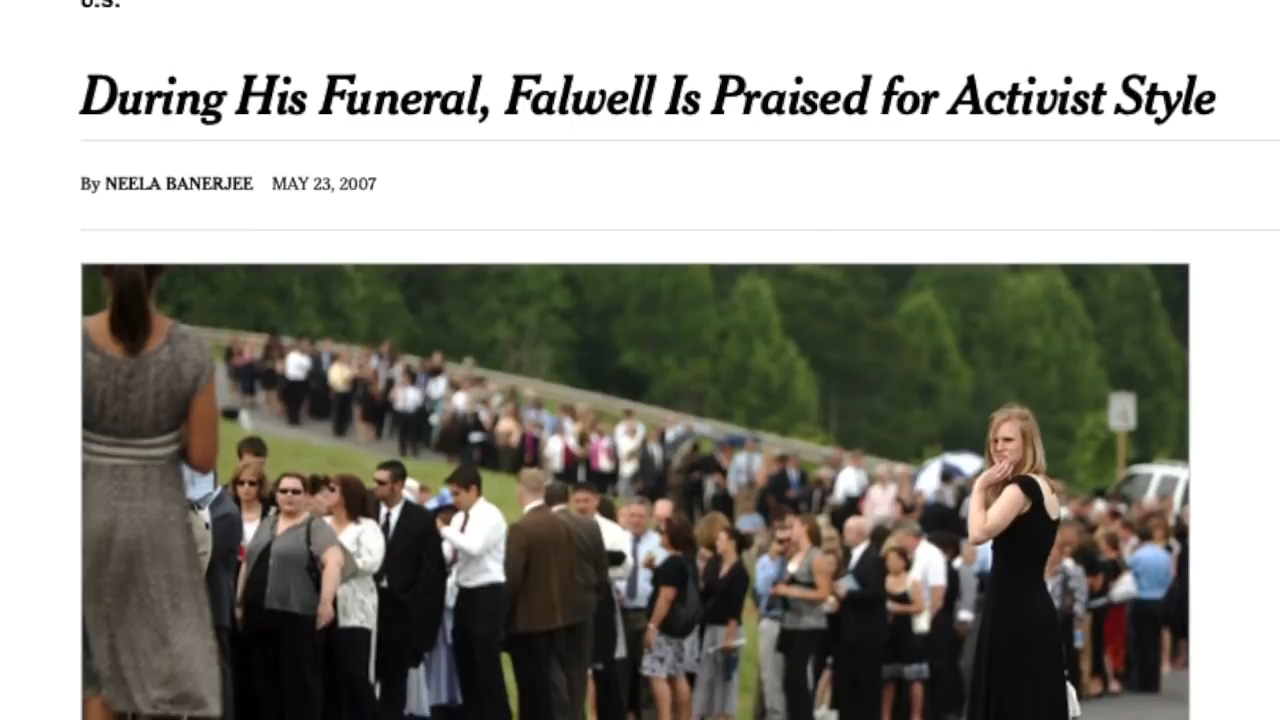 U.S.
During His Funeral, Falwell Is Praised for Activist Style
By NEELA BANERJEE MAY 23, 2007